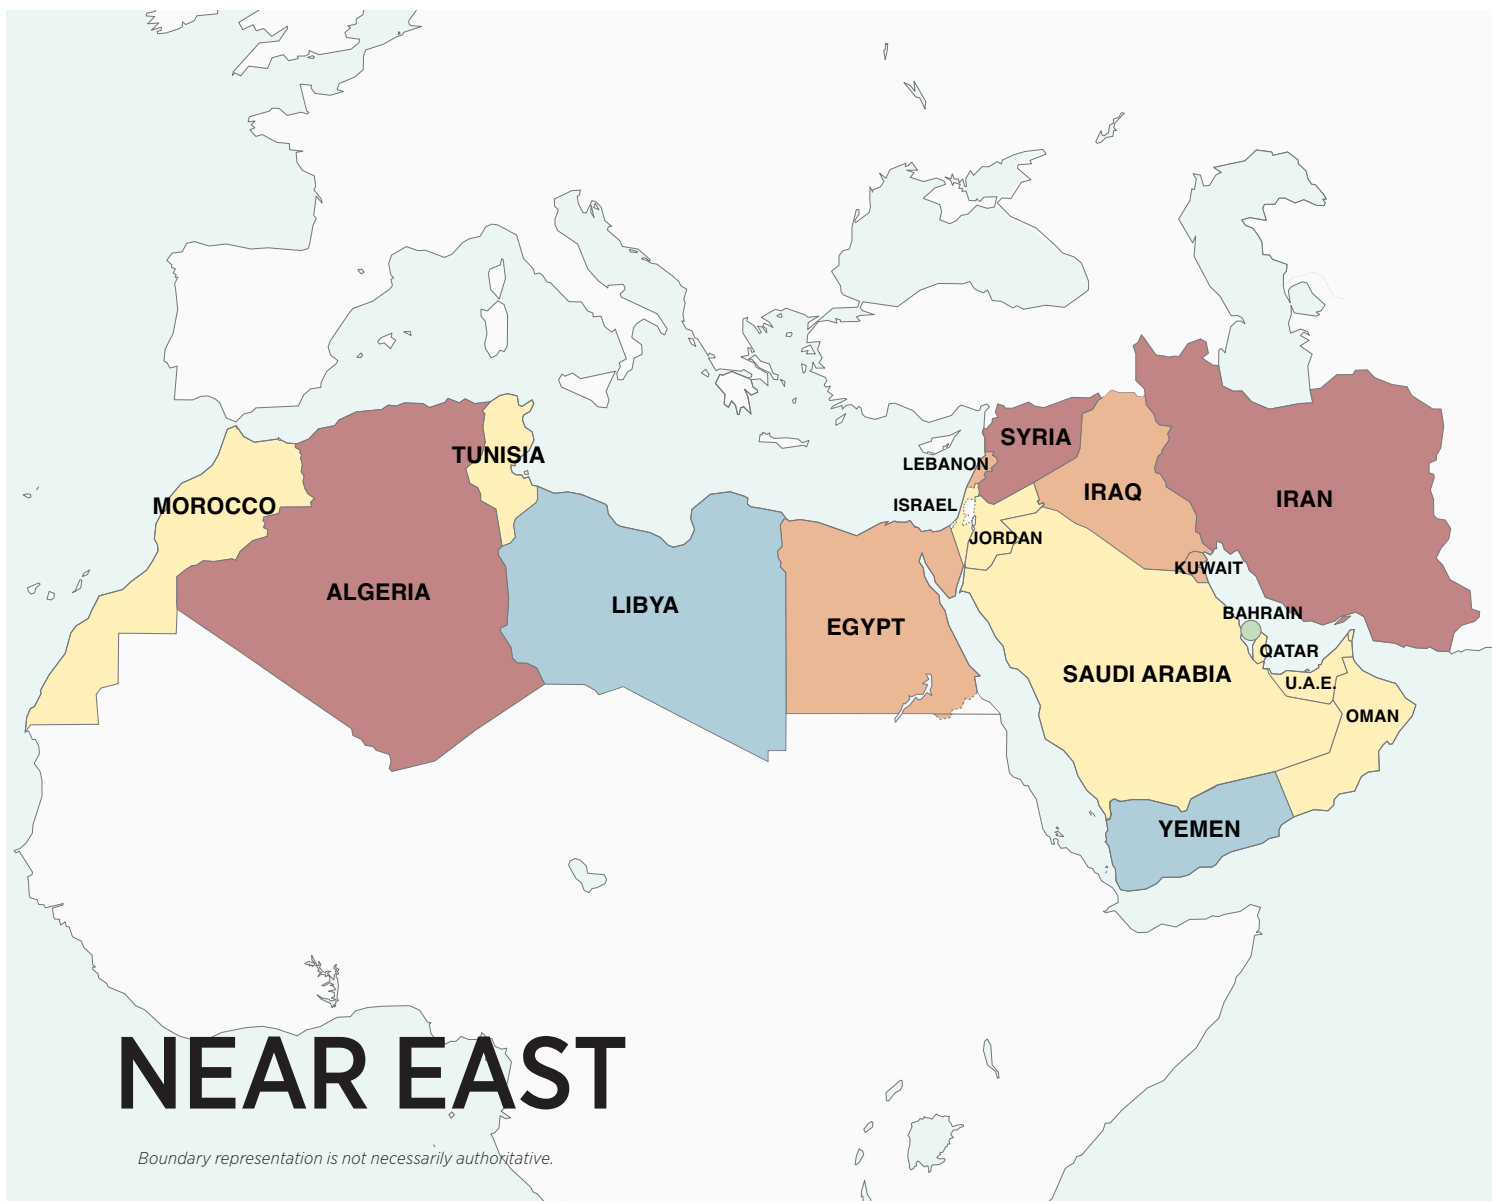 TUNISIA
SYRIA
LEBANON
MOROCCO
ISRAEL
IRAQ
IRAN
JORDAN
ALGERIA
LIBYA
KUWAIT
EGYPT
BAHRAIN
QATAR
SAUDI ARABIA
U.A.E.
OMAN
YEMEN
NEAR EAST
Boundary representation is not necessarily authoritative.